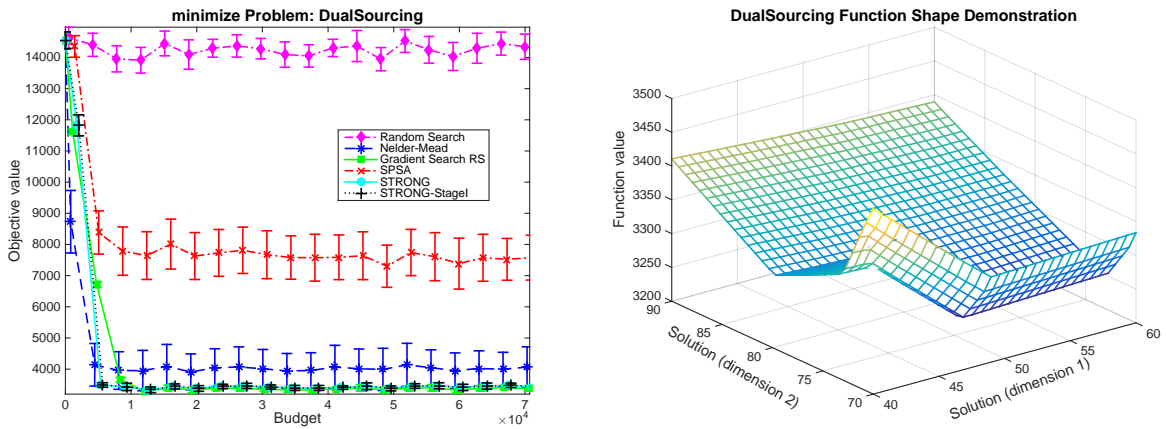 minimize Problem: DualSourcing
14000
13000
12000
11000
10000
9000
8000
7000
6000
5000
4000
Objective value
Random Search
Nelder-Mead
Gradient Search RS
SPSA
STRONG
STRONG-StageI
0 1 2 3 4 5 6 7
Budget
×10^4
DualSourcing Function Shape Demonstration
3500
3450
3400
3350
3300
3250
3200
Function value
90
85
80
75
70
Solution (dimension 2)
40
45
50
55
60
Solution (dimension 1)